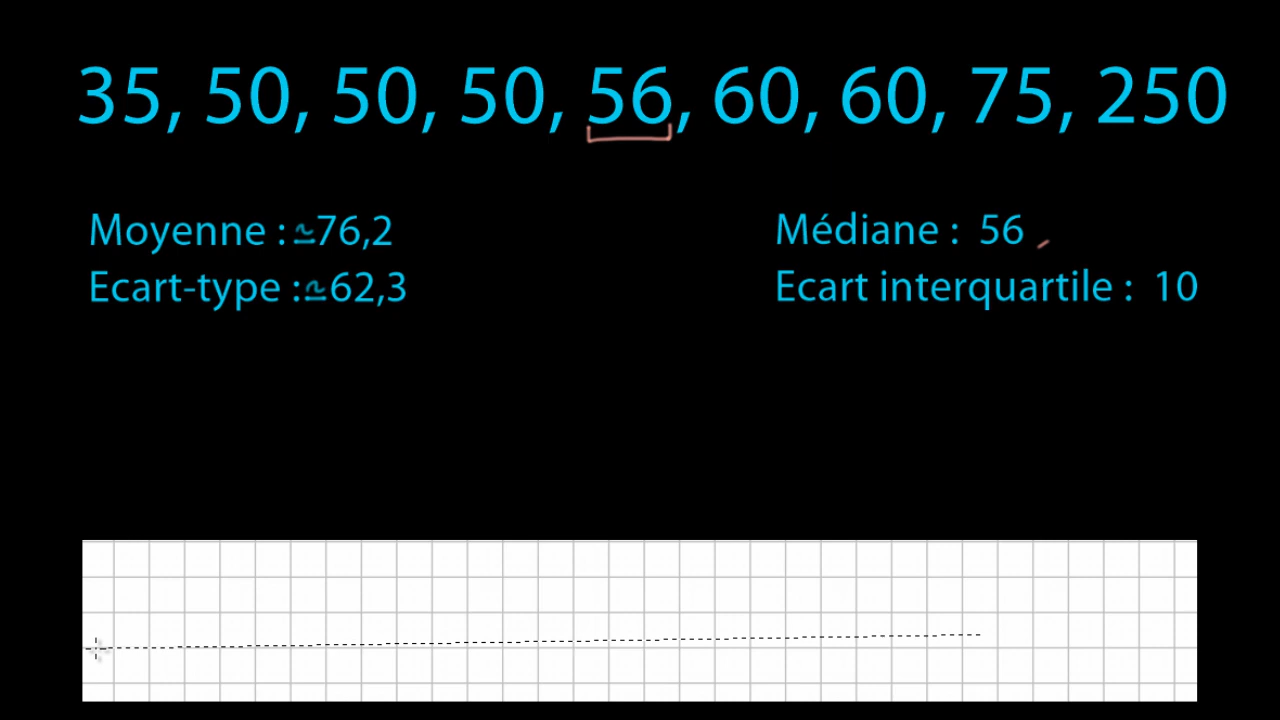 35, 50, 50, 50, 56, 60, 60, 75, 250
Moyenne : ≃76,2
Ecart-type : ≃62,3
Médiane : 56
Ecart interquartile : 10